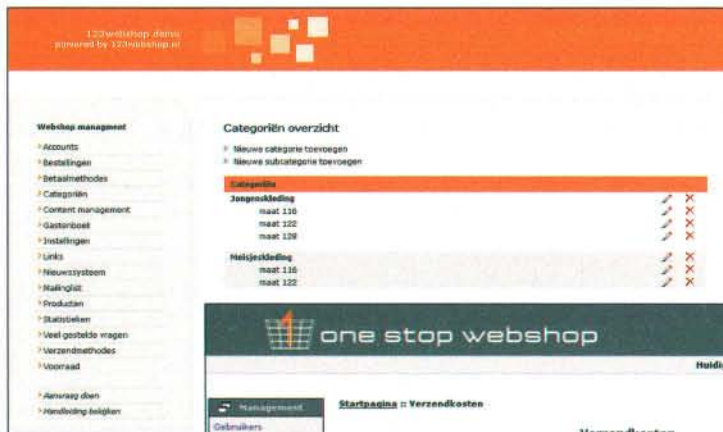 123webshop demo
powered by 123webshop.nl
Webshop managment
Accounts
Bestellingen
Betaalmethodes
Categoriën
Content management
Gastenboek
Instellingen
Links
Nieuwssysteem
Mailinglist
Producten
Statistieken
Veel gestelde vragen
Verzendmethodes
Voorraad
Aanvraag doen
Handleiding bekijken
Categoriën overzicht
Nieuwe categorie toevoegen
Nieuwe subcategorie toevoegen
Categoriën
Jongenskleding
maat 116
maat 122
maat 128
Meisjeskleding
maat 116
maat 122
1 one stop webshop
Huidig
Management
Gebruikers
Startpagina :: Verzendkosten
Verzendkosten